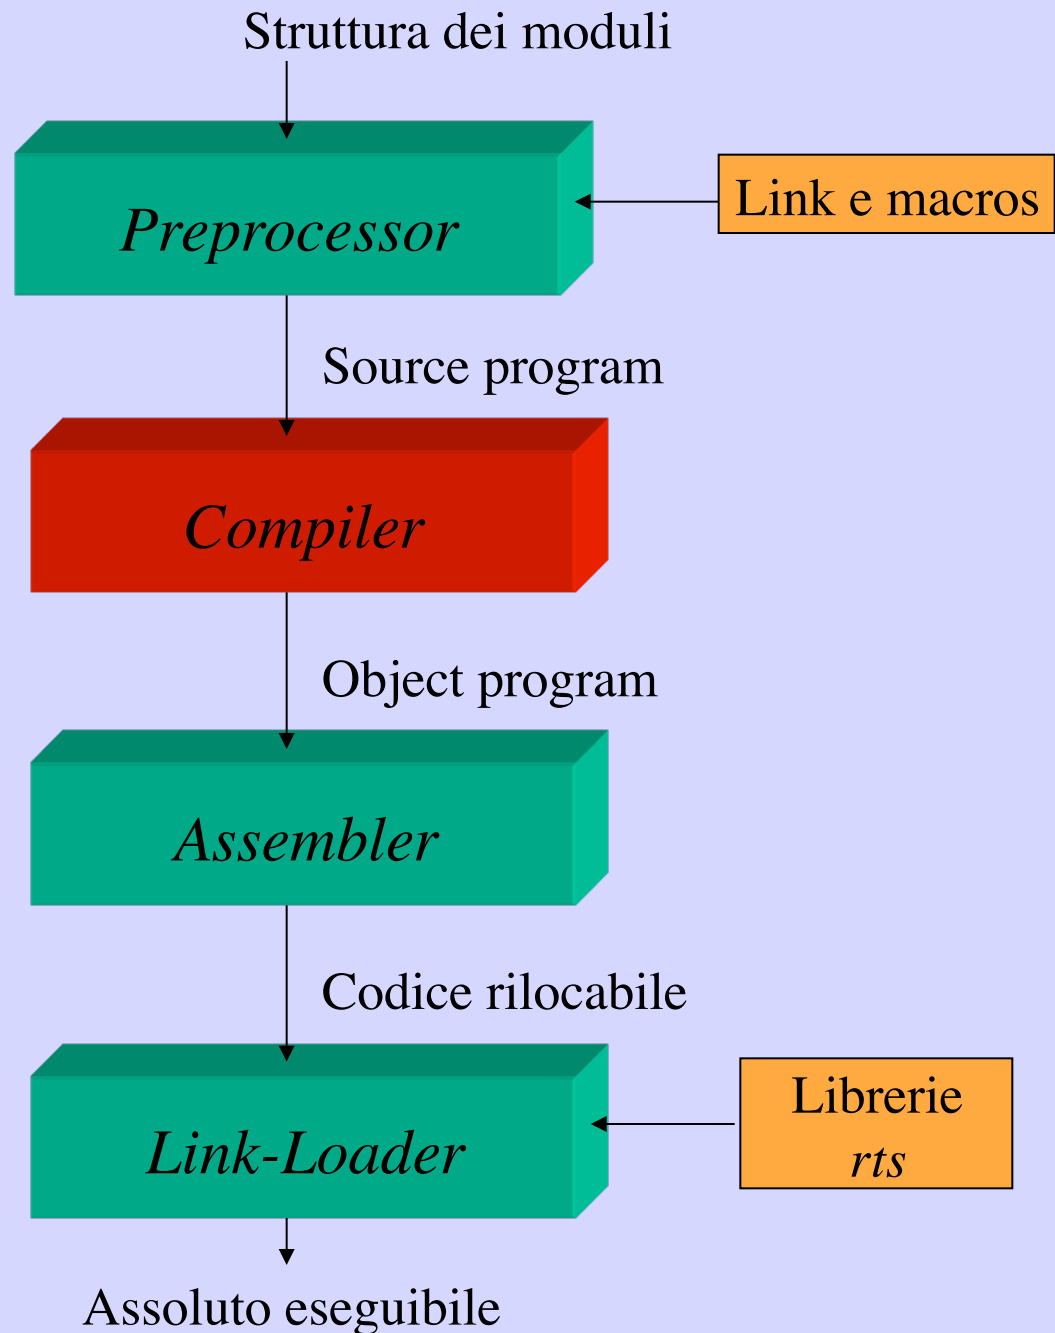 Struttura dei moduli
Preprocessor
Link e macros
Source program
Compiler
Object program
Assembler
Codice rilocabile
Link-Loader
Librerie
rts
Assoluto eseguibile